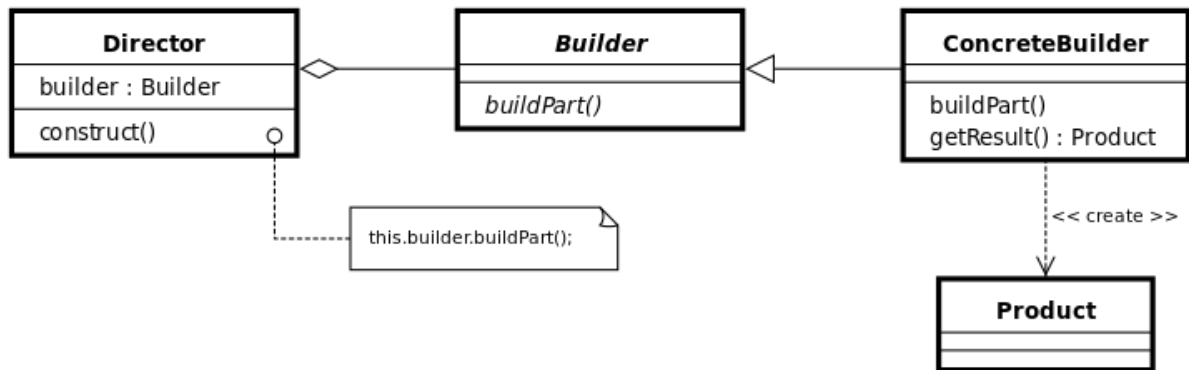 Director
builder : Builder
construct()
Builder
buildPart()
ConcreteBuilder
buildPart()
getResult() : Product
this.builder.buildPart();
<< create >>
Product